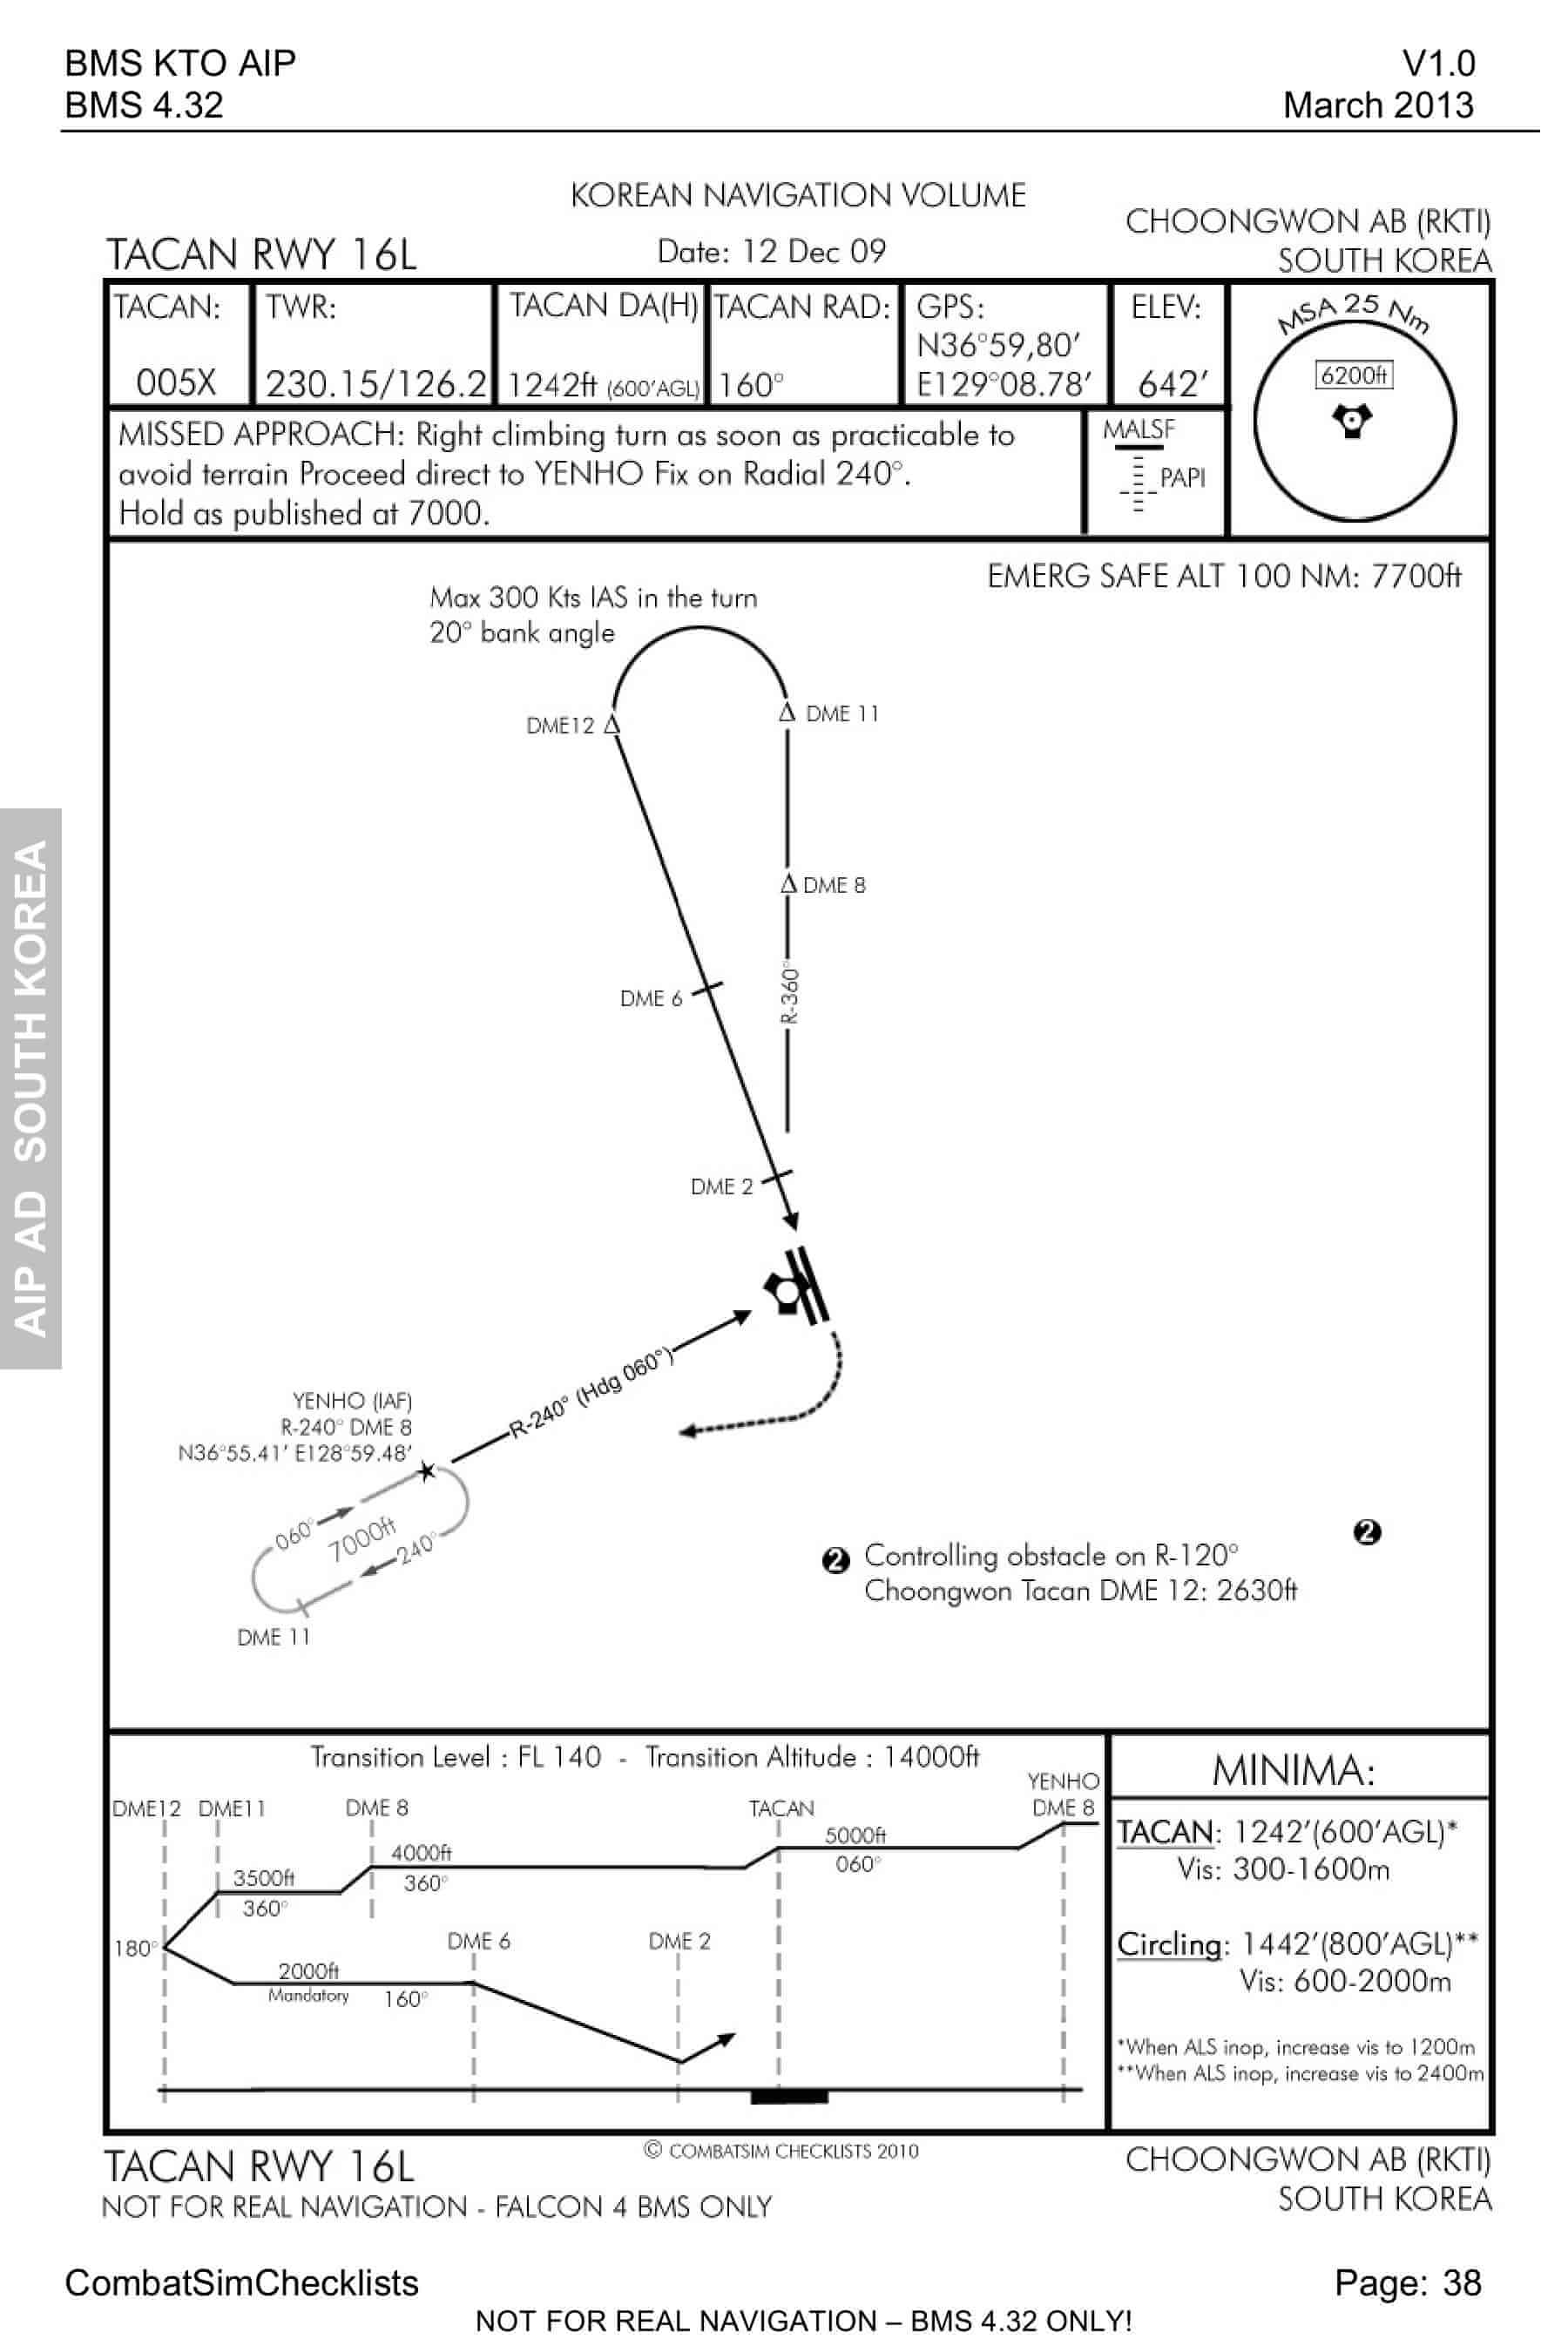 BMS KTO AIP
V1.0
BMS 4.32
March 2013
KOREAN NAVIGATION VOLUME
CHOONGWON AB (RKTI)
TACAN RWY 16L
Date: 12 Dec 09
SOUTH KOREA
TACAN:
005X
TWR:
230.15/126.2
TACAN DA(H)
1242ft (600'AGL)
TACAN RAD:
160°
GPS:
N36°59,80'
E129°08.78'
ELEV:
642'
MSA 25 Nm
6200ft
MISSED APPROACH: Right climbing turn as soon as practicable to
avoid terrain Proceed direct to YENHO Fix on Radial 240°.
Hold as published at 7000.
MALSF
PAPI
EMERG SAFE ALT 100 NM: 7700ft
Max 300 Kts IAS in the turn
20° bank angle
DME12
DME 11
DME 8
R-360°
DME 6
DME 2
AIP AD SOUTH KOREA
R-240° (Hdg 060°)
YENHO (IAF)
R-240° DME 8
N36°55.41' E128°59.48'
060°
7000ft
240°
DME 11
2
2 Controlling obstacle on R-120°
Choongwon Tacan DME 12: 2630ft
Transition Level : FL 140 - Transition Altitude : 14000ft
YENHO
DME12 DME11 DME 8 TACAN DME 8
5000ft
060°
4000ft
360°
3500ft
360°
180°
DME 6
DME 2
2000ft
Mandatory 160°
MINIMA:
TACAN: 1242'(600'AGL)*
Vis: 300-1600m
Circling: 1442'(800'AGL)**
Vis: 600-2000m
*When ALS inop, increase vis to 1200m
**When ALS inop, increase vis to 2400m
TACAN RWY 16L
© COMBATSIM CHECKLISTS 2010
CHOONGWON AB (RKTI)
NOT FOR REAL NAVIGATION - FALCON 4 BMS ONLY
SOUTH KOREA
CombatSimChecklists
Page: 38
NOT FOR REAL NAVIGATION – BMS 4.32 ONLY!